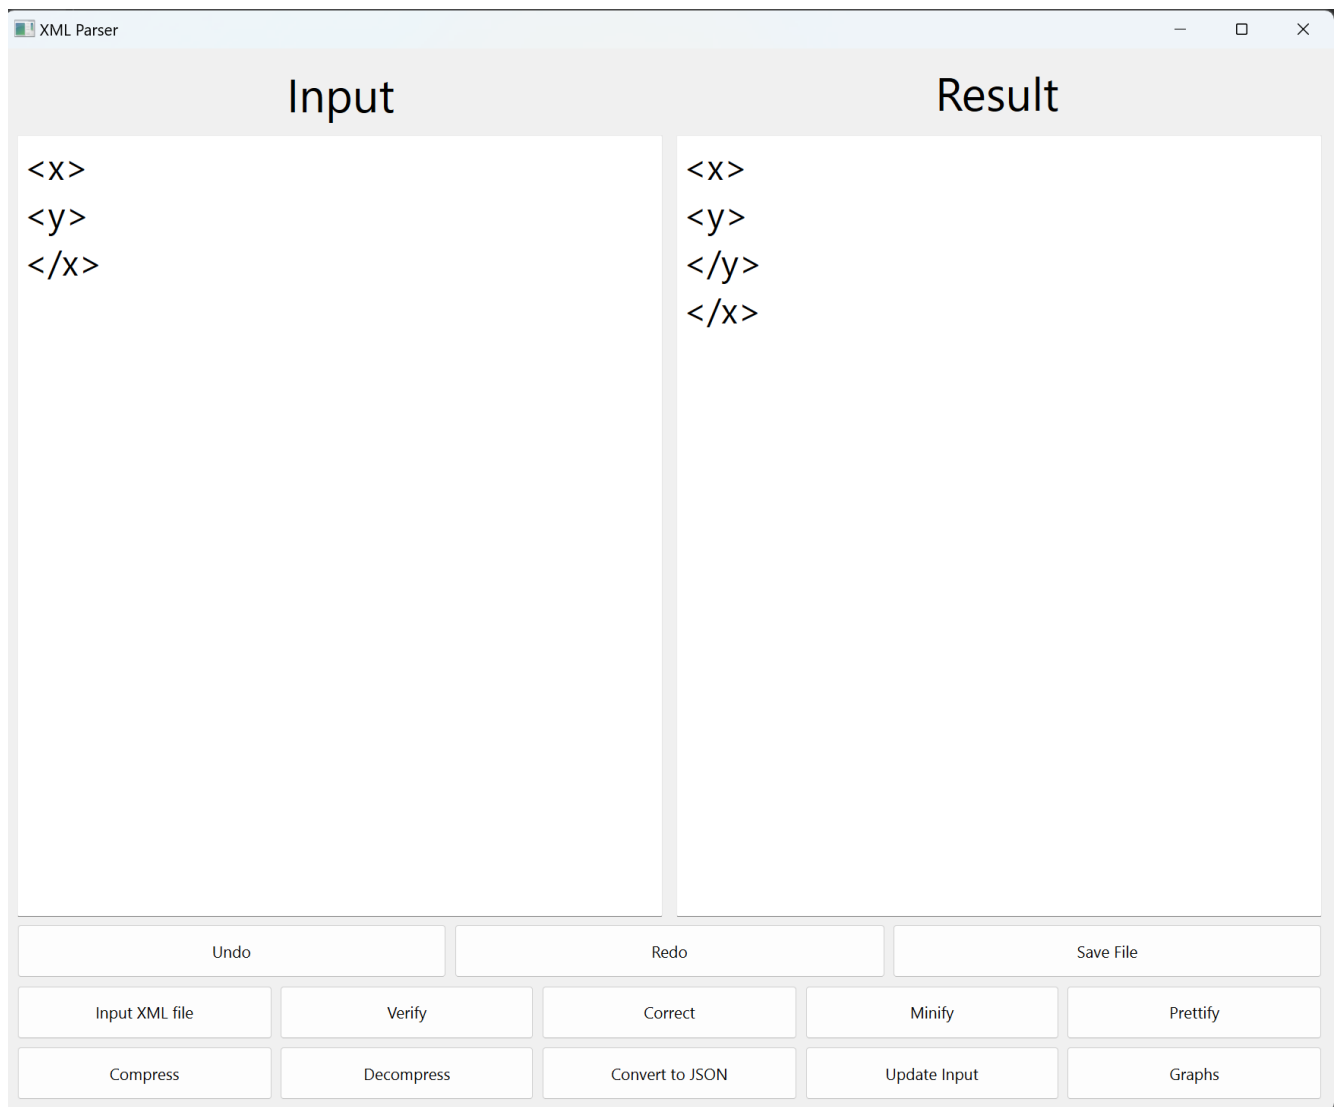 XML Parser
Input
Result
<x>
<y>
</x>
<x>
<y>
</y>
</x>
Undo
Redo
Save File
Input XML file
Verify
Correct
Minify
Prettify
Compress
Decompress
Convert to JSON
Update Input
Graphs